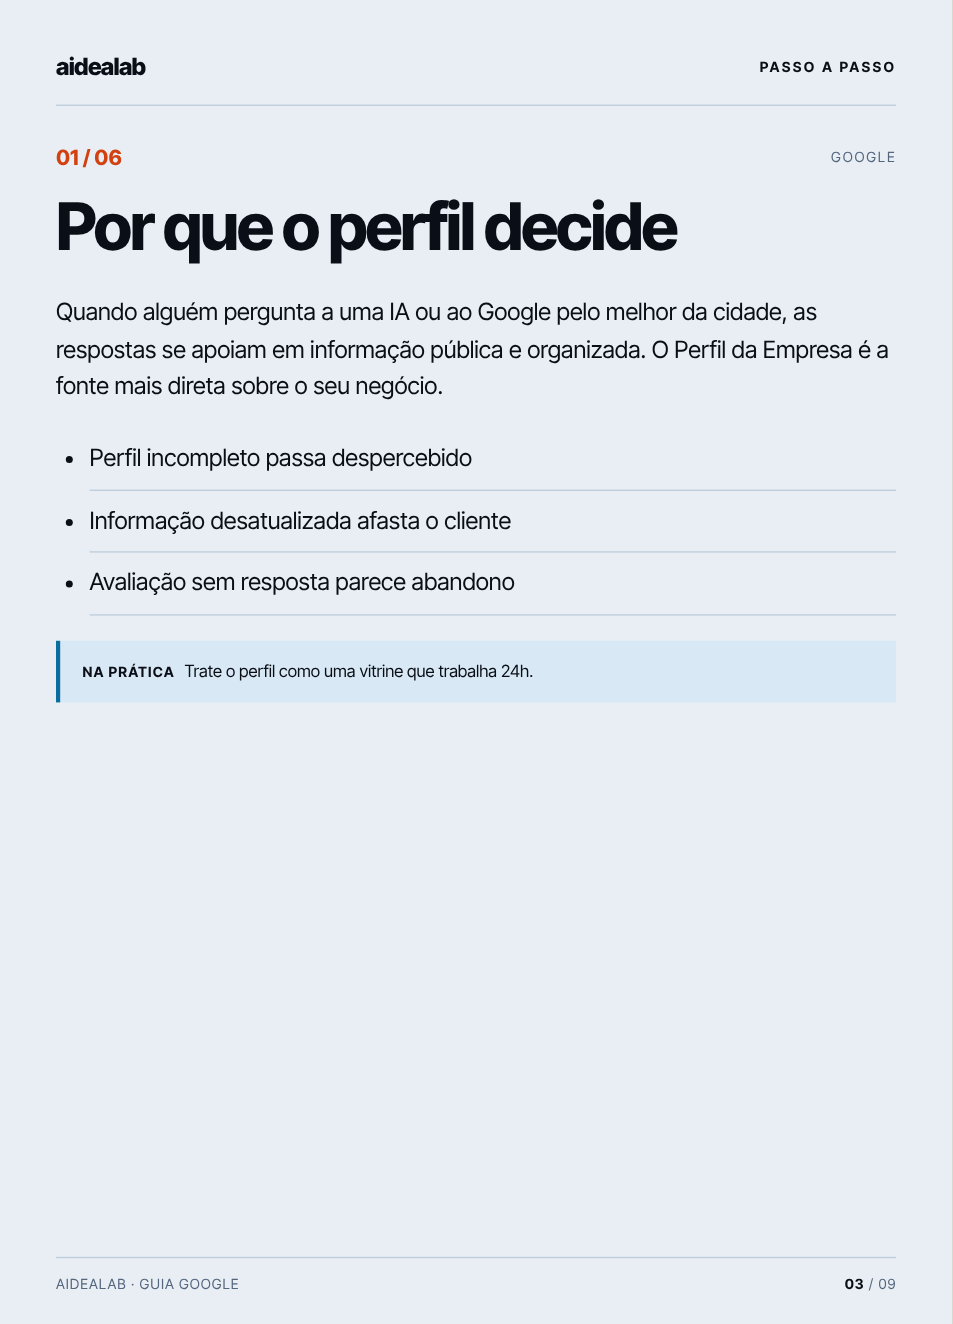 aidealab
PASSO A PASSO
01 / 06
GOOGLE
Por que o perfil decide
Quando alguém pergunta a uma IA ou ao Google pelo melhor da cidade, as
respostas se apoiam em informação pública e organizada. O Perfil da Empresa é a
fonte mais direta sobre o seu negócio.
• Perfil incompleto passa despercebido
• Informação desatualizada afasta o cliente
• Avaliação sem resposta parece abandono
NA PRÁTICA Trate o perfil como uma vitrine que trabalha 24h.
AIDEALAB · GUIA GOOGLE
03 / 09